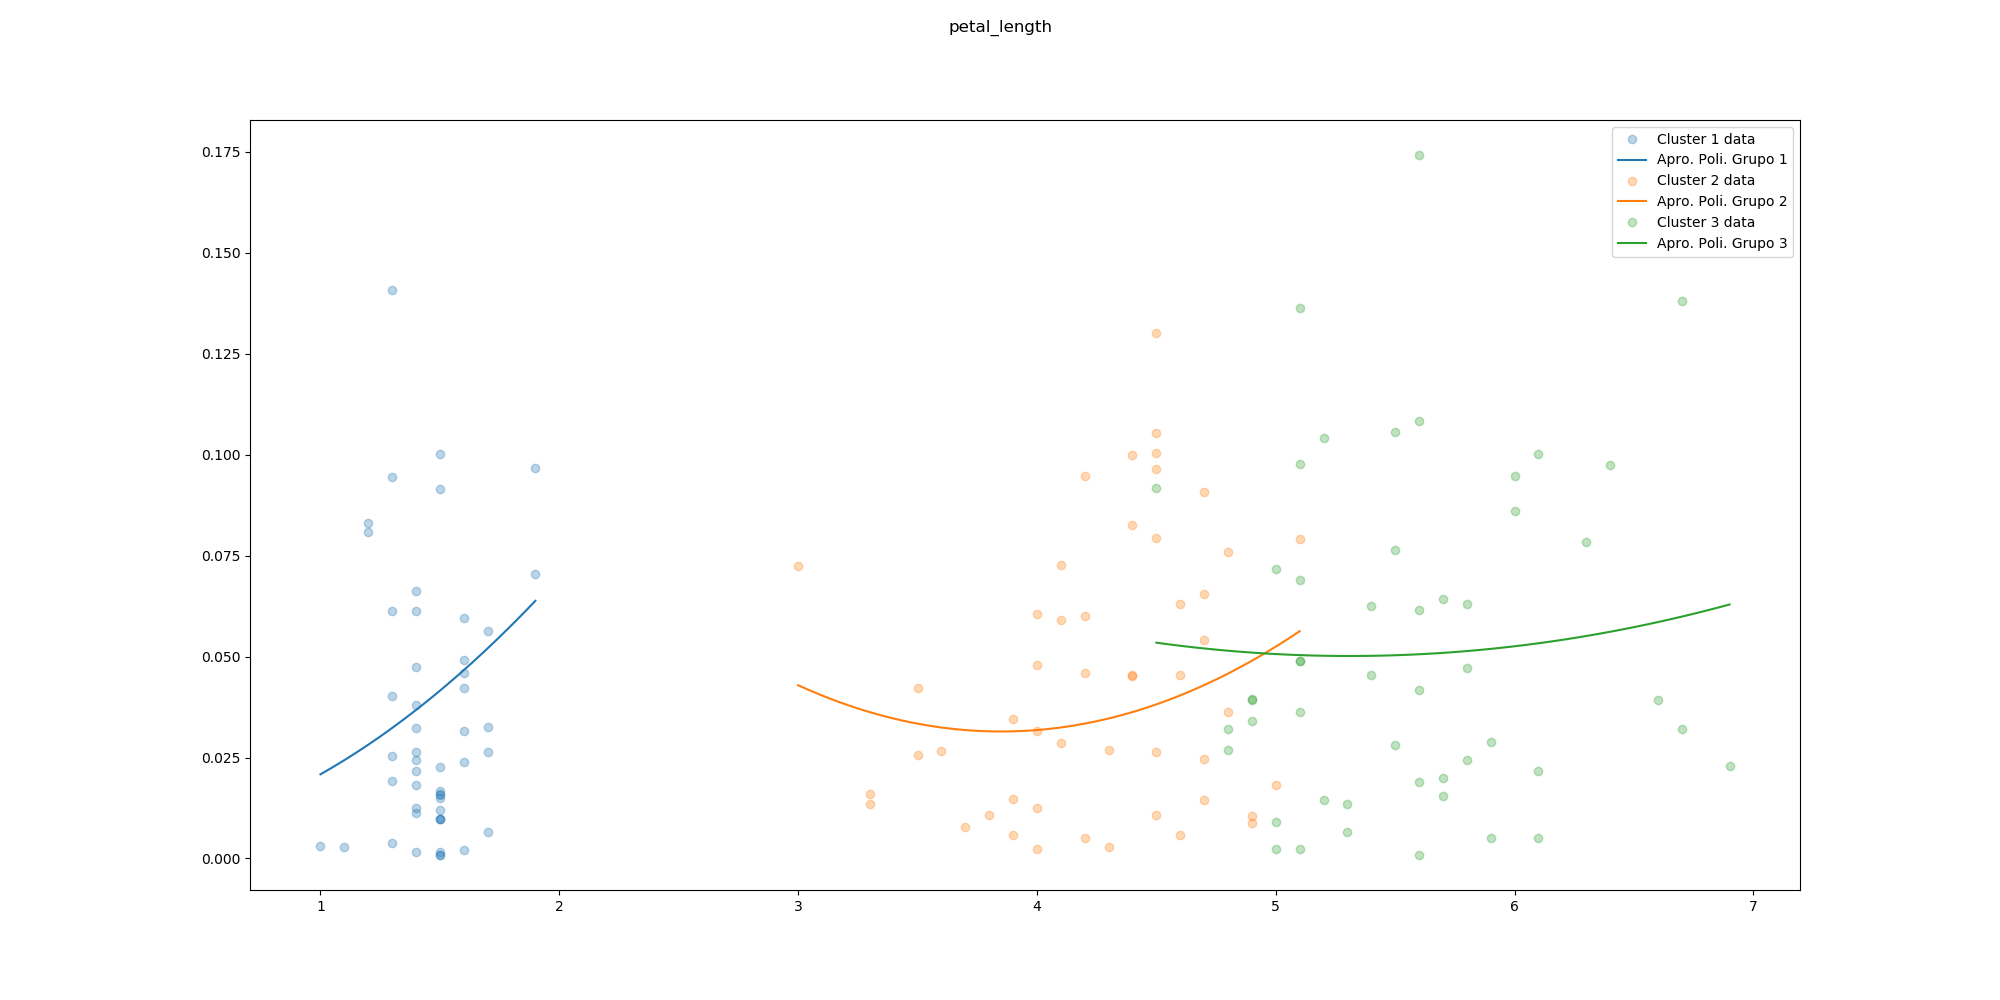 petal_length
0.175
0.150
0.125
0.100
0.075
0.050
0.025
0.000
1 2 3 4 5 6 7
Cluster 1 data
Apro. Poli. Grupo 1
Cluster 2 data
Apro. Poli. Grupo 2
Cluster 3 data
Apro. Poli. Grupo 3